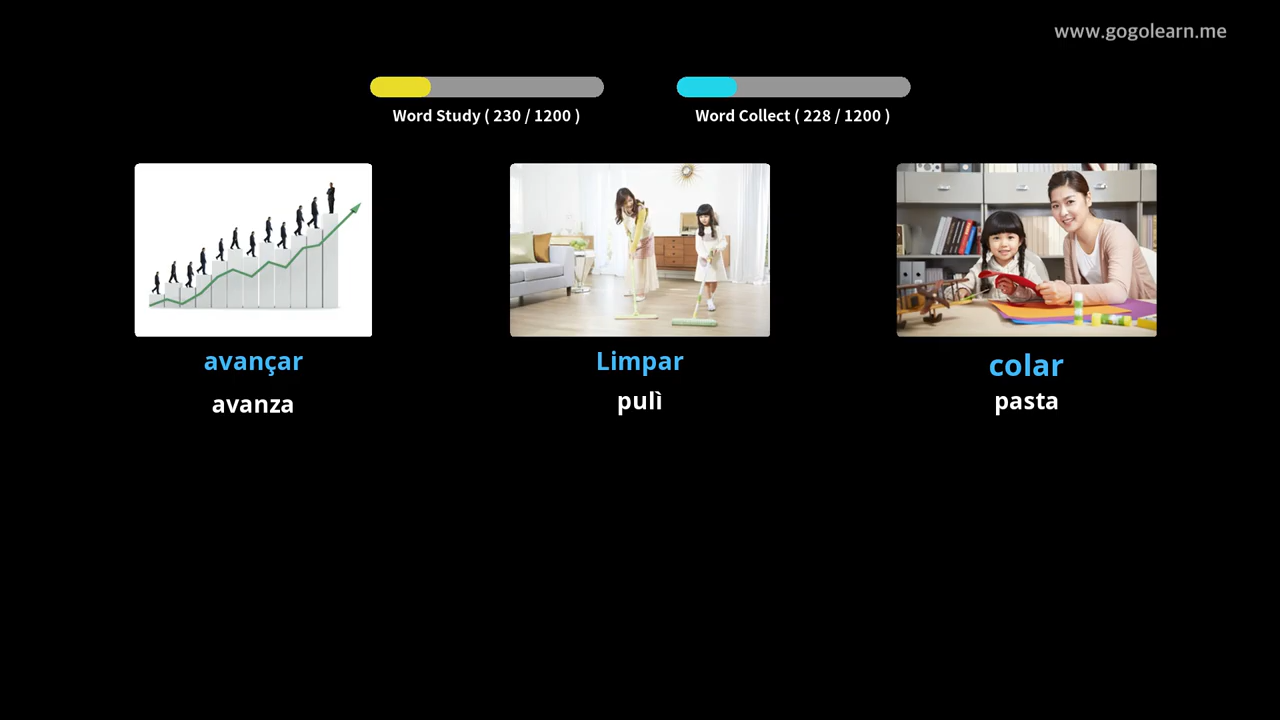 www.gogolearn.me
Word Study ( 230 / 1200 )
Word Collect ( 228 / 1200 )
avançar
Limpar
colar
avanza
pulì
pasta